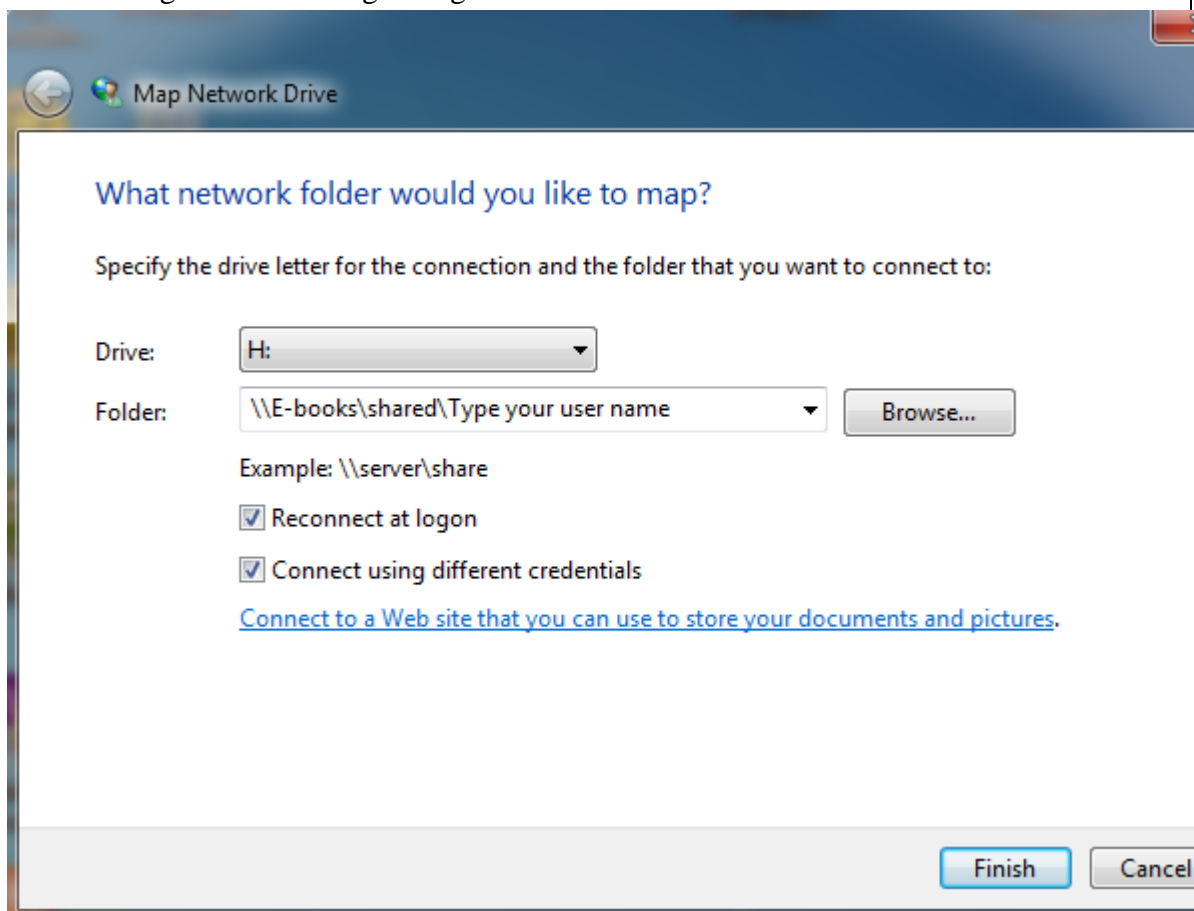 Map Network Drive
What network folder would you like to map?
Specify the drive letter for the connection and the folder that you want to connect to:
Drive: H:
Folder: \\E-books\shared\Type your user name Browse...
Example: \\server\share
Reconnect at logon
Connect using different credentials
Connect to a Web site that you can use to store your documents and pictures.
Finish Cancel